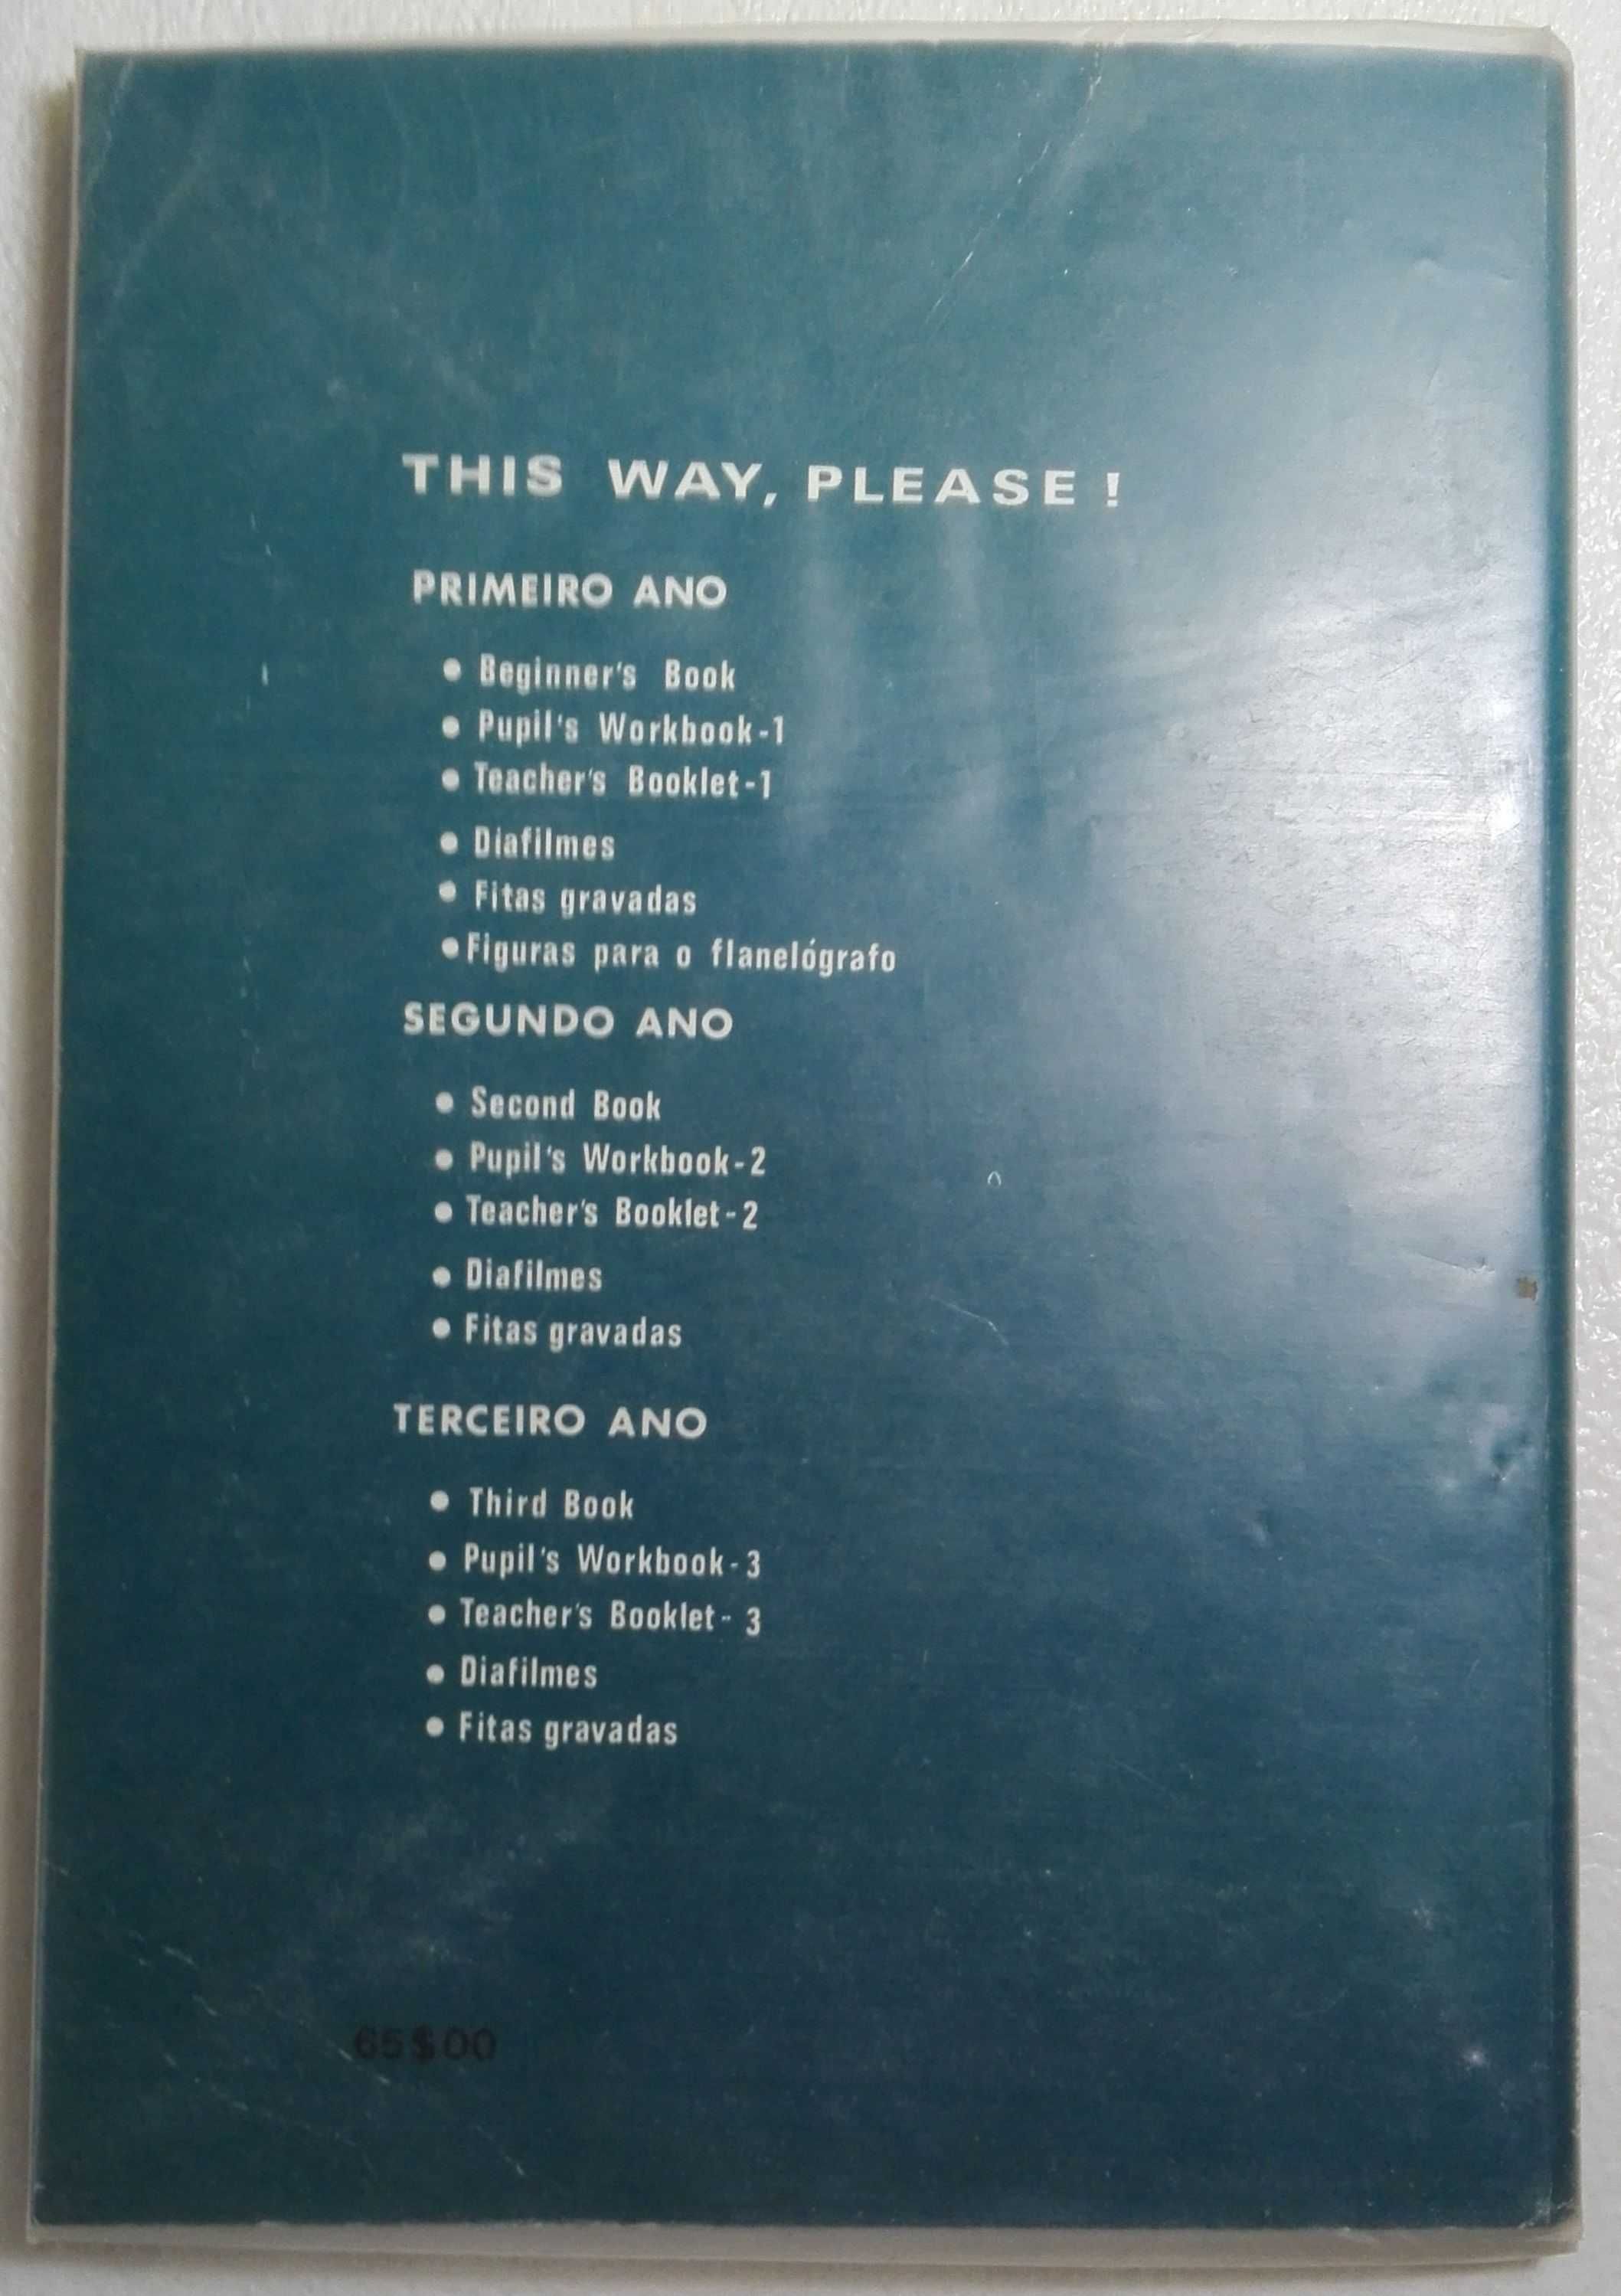 THIS WAY, PLEASE !
PRIMEIRO ANO
• Beginner's Book
• Pupil's Workbook-1
• Teacher's Booklet-1
• Diafilmes
• Fitas gravadas
• Figuras para o flanelógrafo
SEGUNDO ANO
• Second Book
• Pupil's Workbook-2
• Teacher's Booklet-2
• Diafilmes
• Fitas gravadas
TERCEIRO ANO
• Third Book
• Pupil's Workbook-3
• Teacher's Booklet-3
• Diafilmes
• Fitas gravadas
65$00